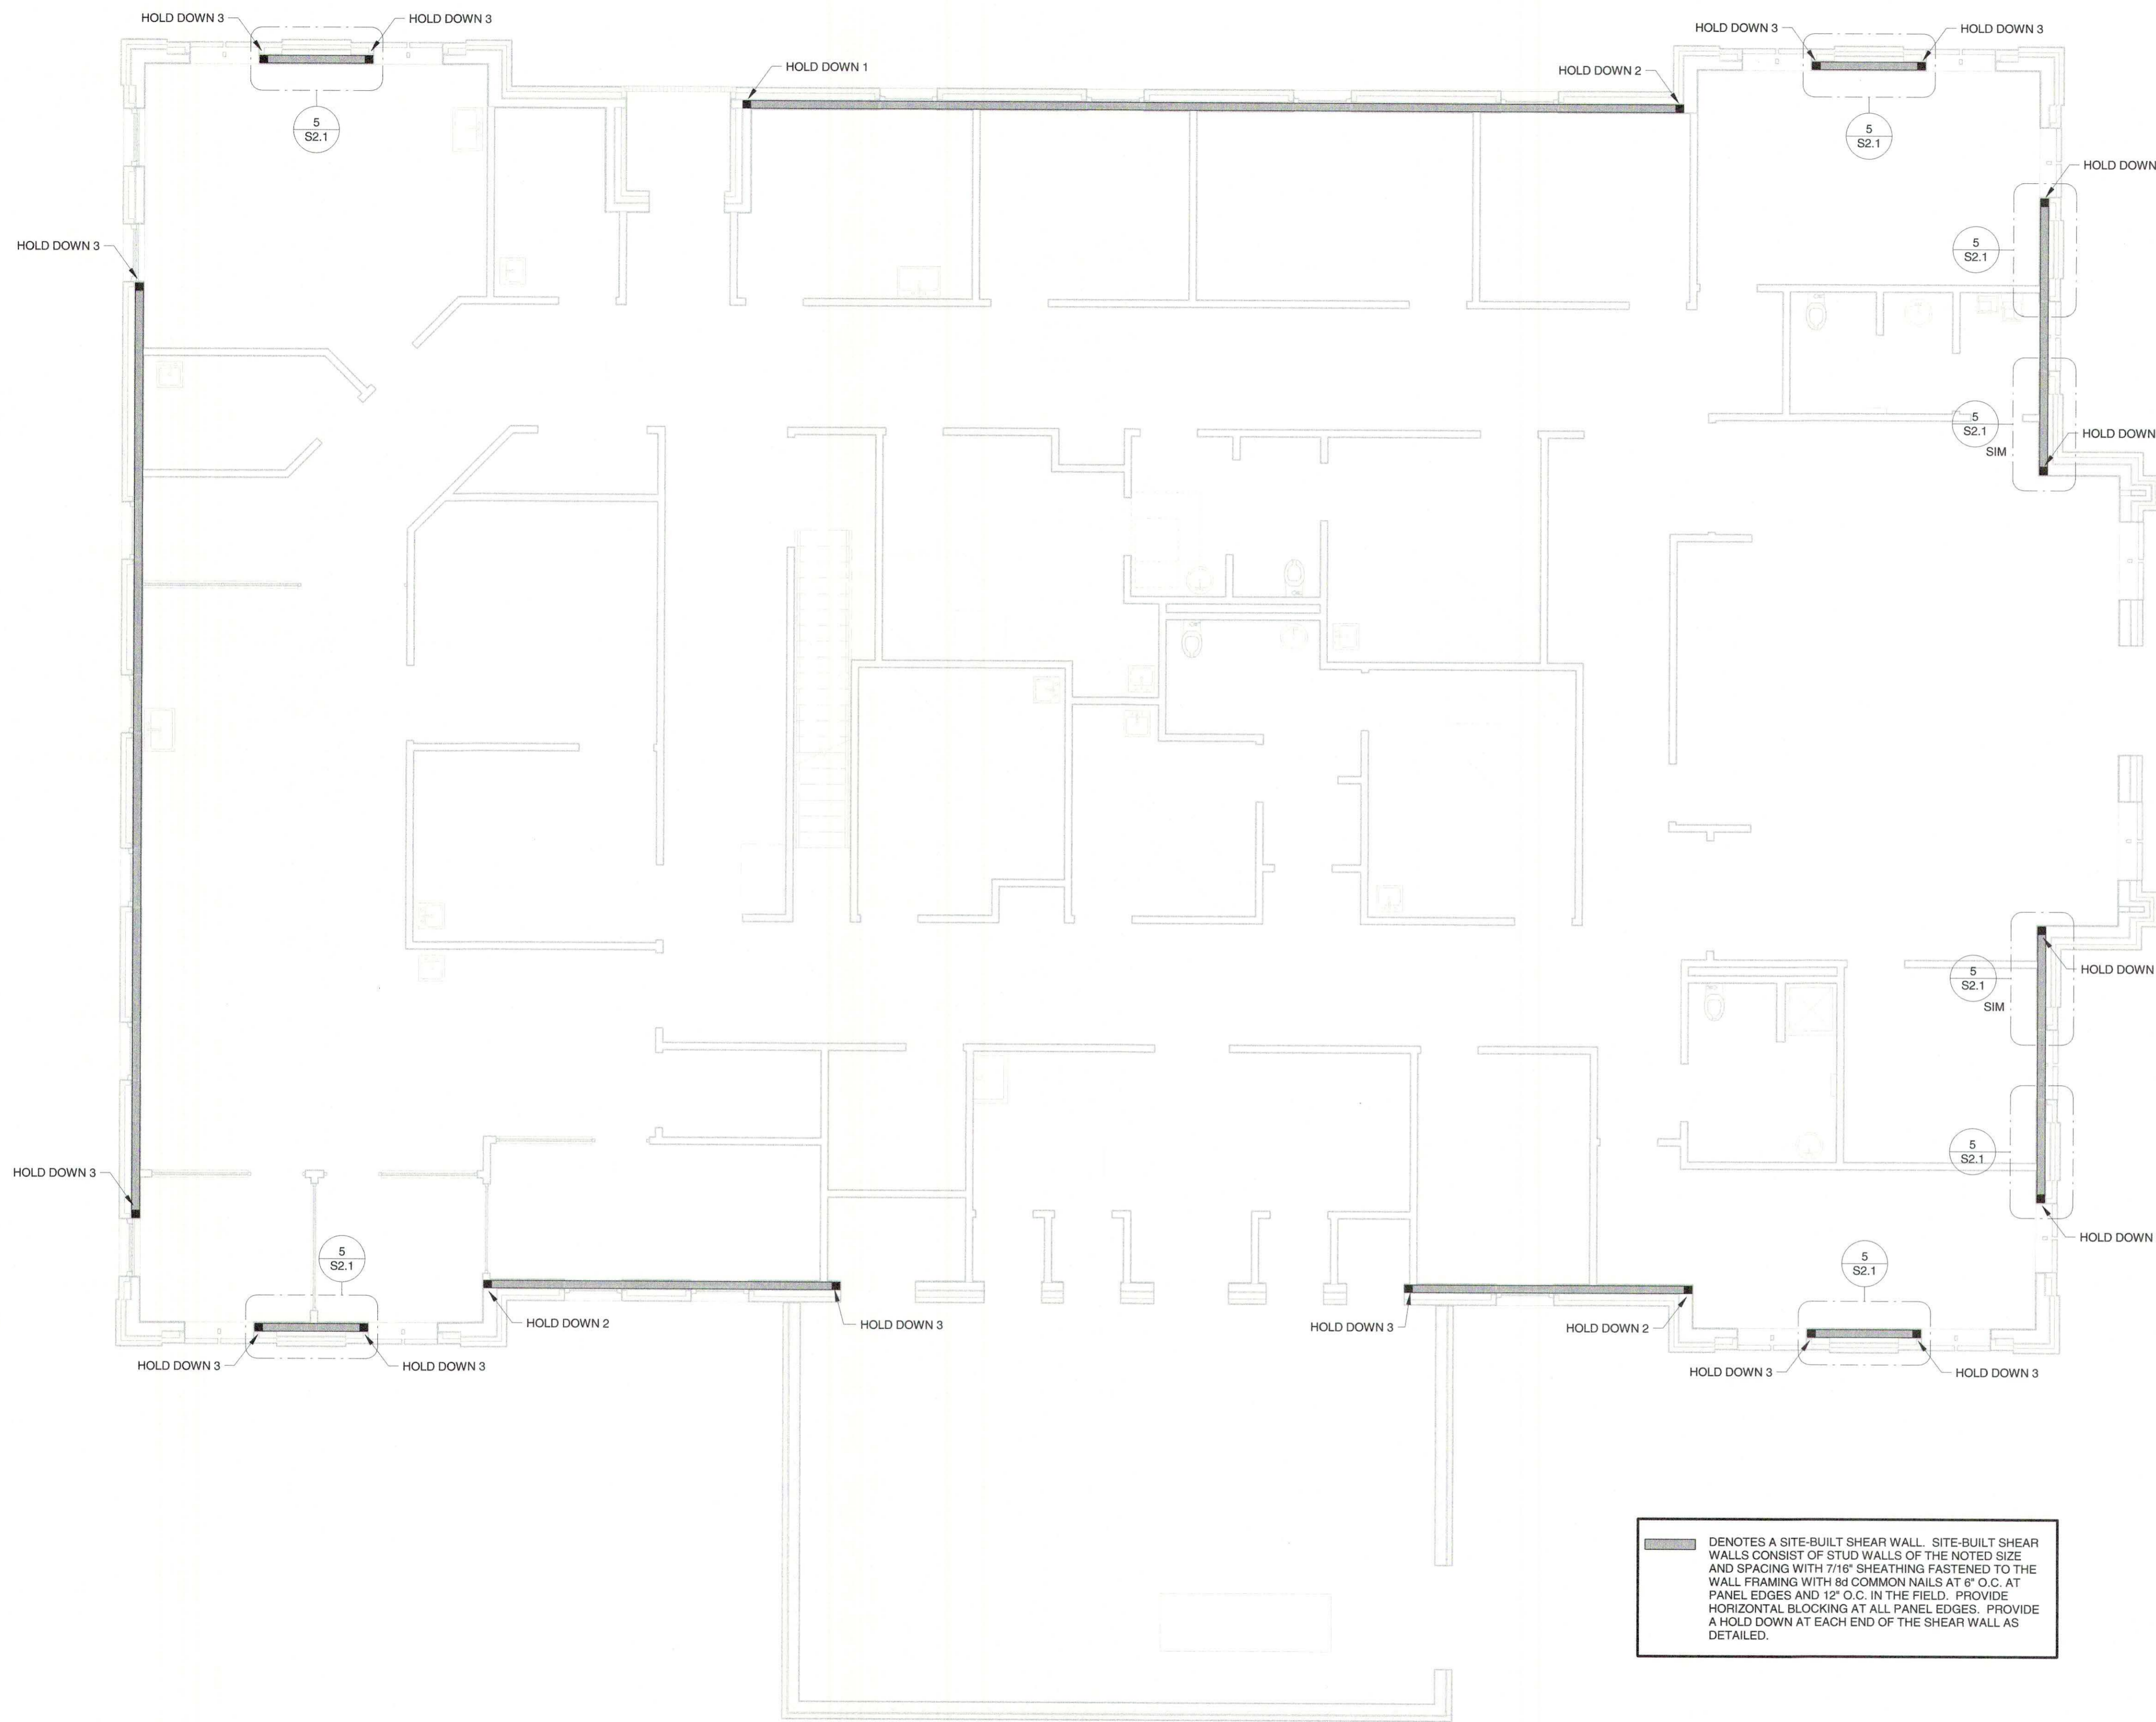 HOLD DOWN 3
HOLD DOWN 3
HOLD DOWN 3
HOLD DOWN 3
HOLD DOWN 1
HOLD DOWN 2
5
S2.1
5
S2.1
HOLD DOWN
HOLD DOWN 3
5
S2.1
5
S2.1
SIM
HOLD DOWN
5
S2.1
SIM
HOLD DOWN
HOLD DOWN 3
5
S2.1
HOLD DOWN
5
S2.1
5
S2.1
HOLD DOWN 2
HOLD DOWN 3
HOLD DOWN 3
HOLD DOWN 2
HOLD DOWN 3
HOLD DOWN 3
HOLD DOWN 3
HOLD DOWN 3
DENOTES A SITE-BUILT SHEAR WALL. SITE-BUILT SHEAR
WALLS CONSIST OF STUD WALLS OF THE NOTED SIZE
AND SPACING WITH 7/16" SHEATHING FASTENED TO THE
WALL FRAMING WITH 8d COMMON NAILS AT 6" O.C. AT
PANEL EDGES AND 12" O.C. IN THE FIELD. PROVIDE
HORIZONTAL BLOCKING AT ALL PANEL EDGES. PROVIDE
A HOLD DOWN AT EACH END OF THE SHEAR WALL AS
DETAILED.